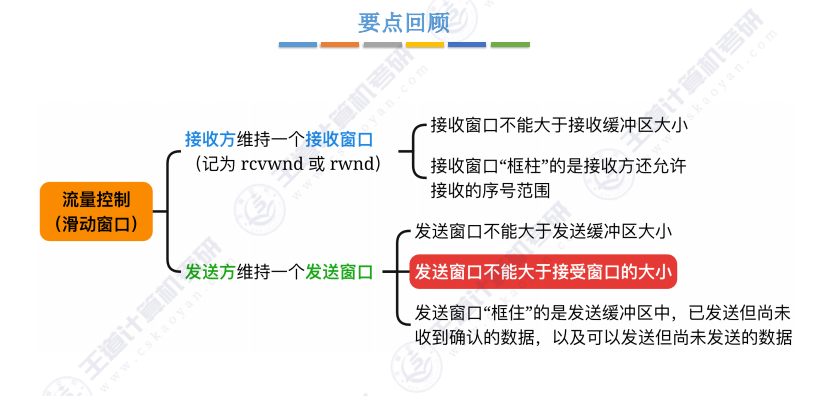 要点回顾
接收方维持一个接收窗口
（记为 rcvwnd 或 rwnd）
接收窗口不能大于接收缓冲区大小
接收窗口“框柱”的是接收方还允许
接收的序号范围
流量控制
（滑动窗口）
发送方维持一个发送窗口
发送窗口不能大于发送缓冲区大小
发送窗口不能大于接受窗口的大小
发送窗口“框住”的是发送缓冲区中，已发送但尚未
收到确认的数据，以及可以发送但尚未发送的数据
王道计算机考研
www.cskaoyan.com